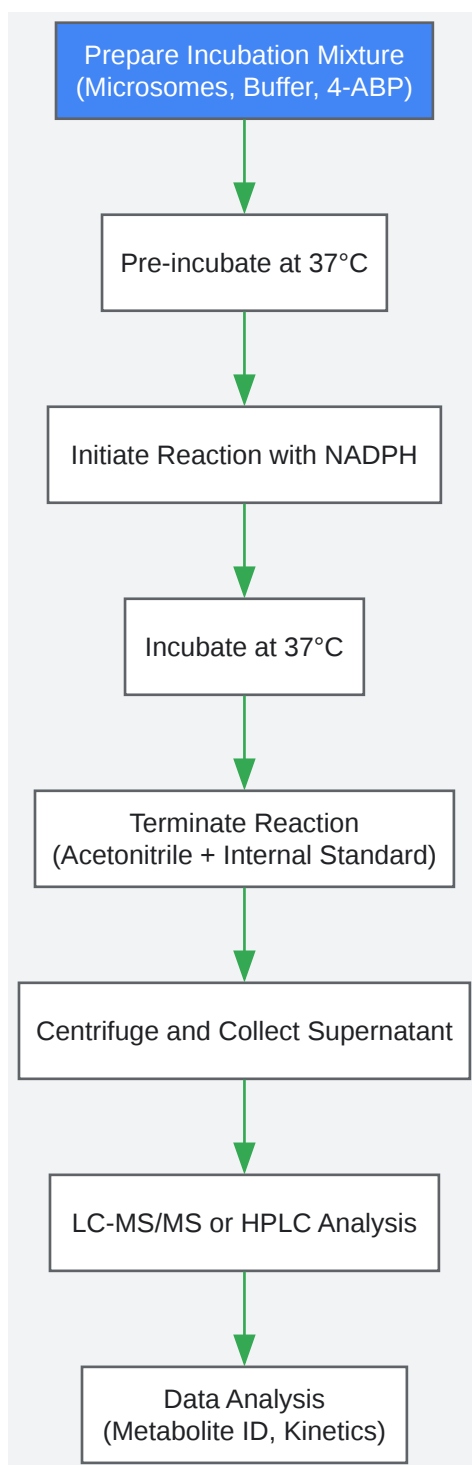 Prepare Incubation Mixture
(Microsomes, Buffer, 4-ABP)
Pre-incubate at 37°C
Initiate Reaction with NADPH
Incubate at 37°C
Terminate Reaction
(Acetonitrile + Internal Standard)
Centrifuge and Collect Supernatant
LC-MS/MS or HPLC Analysis
Data Analysis
(Metabolite ID, Kinetics)